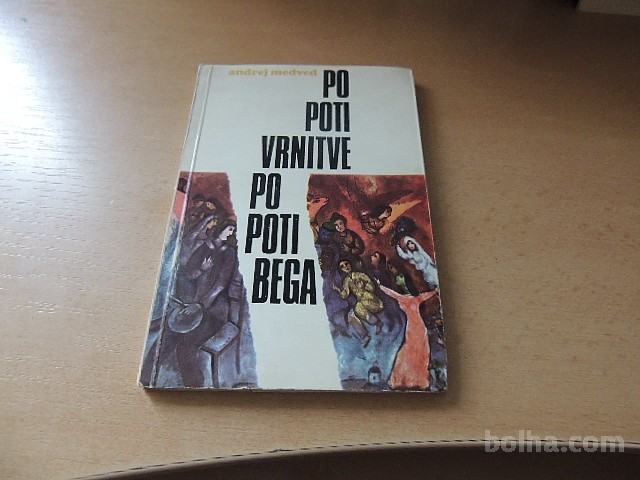 andrej medved
PO
POTI
VRNITVE
PO
POTI
BEGA
bolha.com